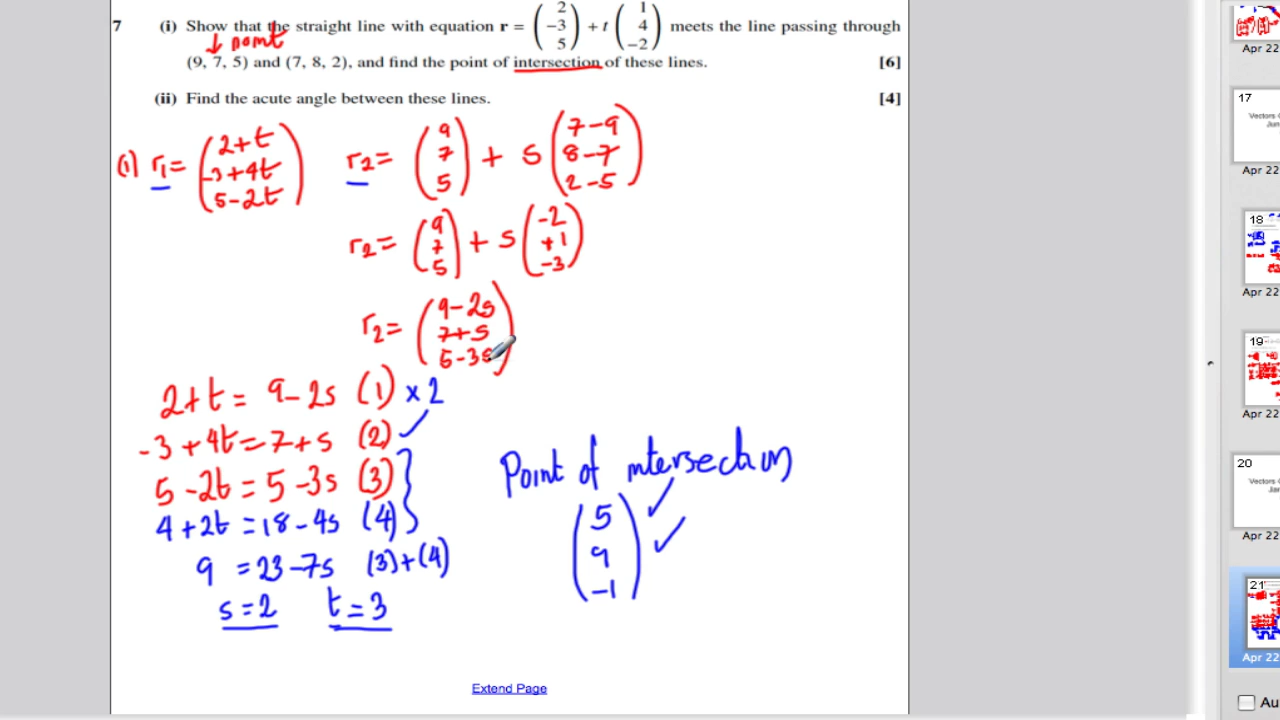 7 (i) Show that the straight line with equation r = ( 2 −3 5 ) + t ( 1 4 −2 ) meets the line passing through
↓ point
(9, 7, 5) and (7, 8, 2), and find the point of intersection of these lines. [6]
(ii) Find the acute angle between these lines. [4]
(i) r1 = ( 2+t -3+4t 5-2t ) r2 = ( 9 7 5 ) + s ( 7-9 8-7 2-5 )
r2 = ( 9 7 5 ) + s ( -2 +1 -3 )
r2 = ( 9-2s 7+s 5-3s )
2+t = 9-2s (1) ×2
-3+4t = 7+s (2) ✓
5-2t = 5-3s (3)
4+2t = 18-4s (4)
9 = 23-7s (3)+(4)
s=2 t=3
Point of intersection
( 5 9 -1 ) ✓ ✓
Extend Page
Apr 22
17
Vectors
Jun
18
Apr 22
19
Apr 22
20
Vectors
Jan
Apr 22
21
Apr 22
Au